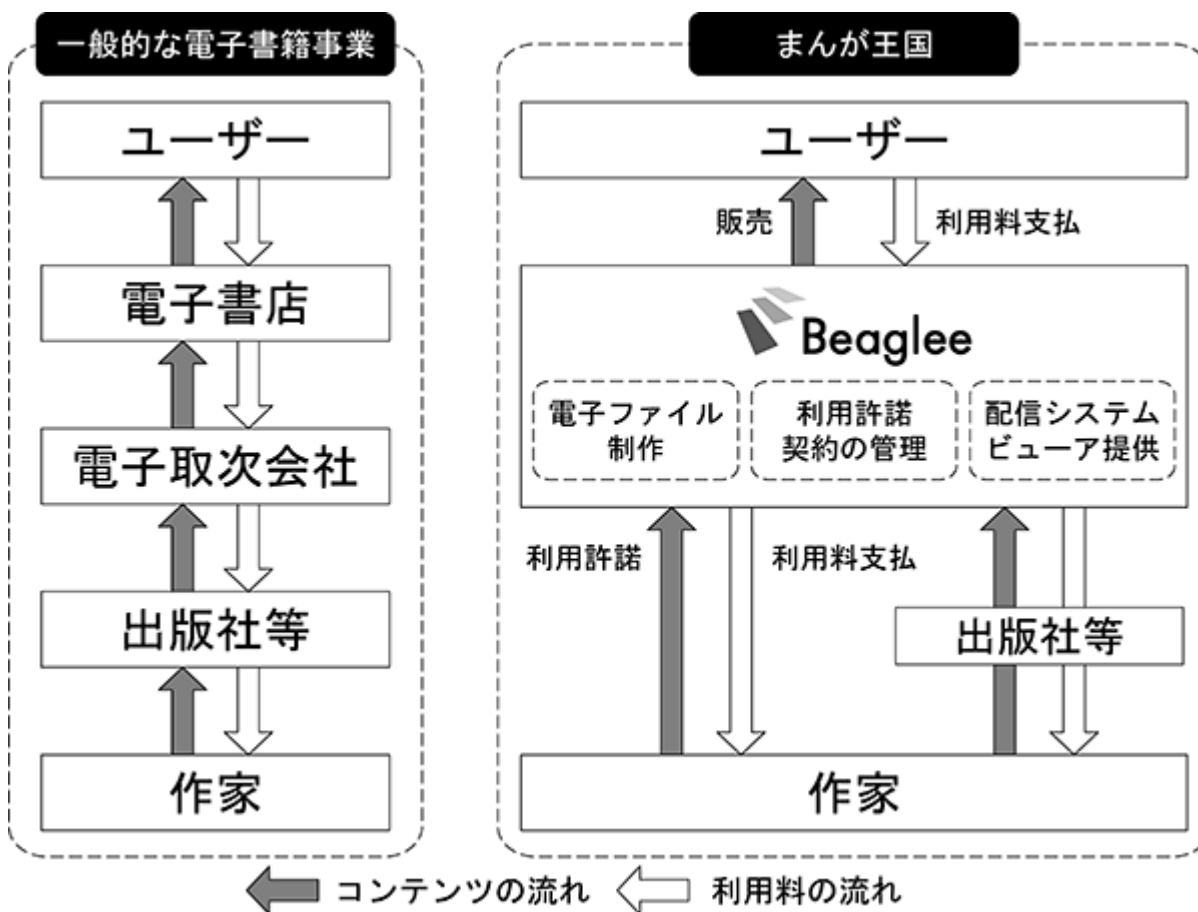 一般的な電子書籍事業
ユーザー
電子書店
電子取次会社
出版社等
作家
まんが王国
ユーザー
販売
利用料支払
Beaglee
電子ファイル
制作
利用許諾
契約の管理
配信システム
ビューア提供
利用許諾
利用料支払
出版社等
作家
コンテンツの流れ
利用料の流れ